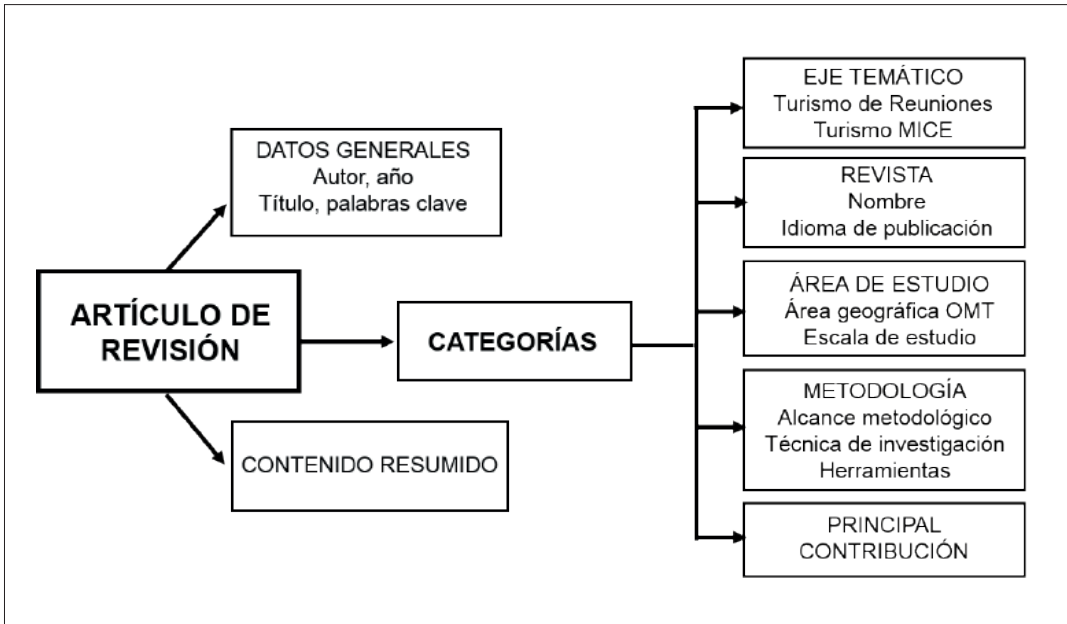 DATOS GENERALES
Autor, año
Título, palabras clave
ARTÍCULO DE
REVISIÓN
CONTENIDO RESUMIDO
CATEGORÍAS
EJE TEMÁTICO
Turismo de Reuniones
Turismo MICE
REVISTA
Nombre
Idioma de publicación
ÁREA DE ESTUDIO
Área geográfica OMT
Escala de estudio
METODOLOGÍA
Alcance metodológico
Técnica de investigación
Herramientas
PRINCIPAL
CONTRIBUCIÓN